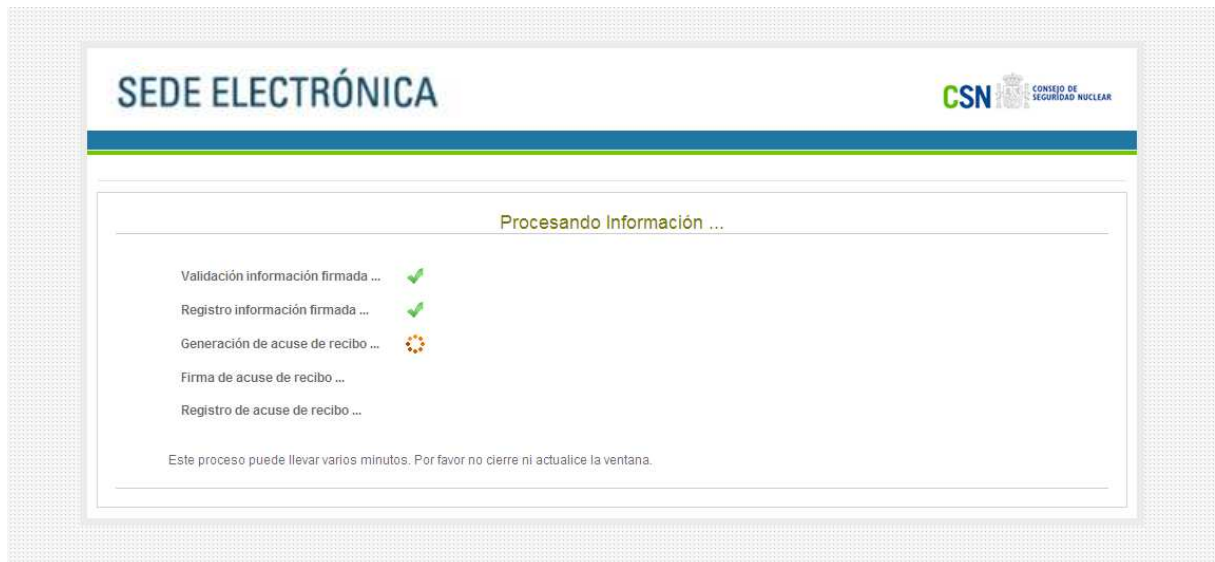 SEDE ELECTRÓNICA
CSN
CONSEJO DE
SEGURIDAD NUCLEAR
Procesando Información ...
Validación información firmada ...
Registro información firmada ...
Generación de acuse de recibo ...
Firma de acuse de recibo ...
Registro de acuse de recibo ...
Este proceso puede llevar varios minutos. Por favor no cierre ni actualice la ventana.